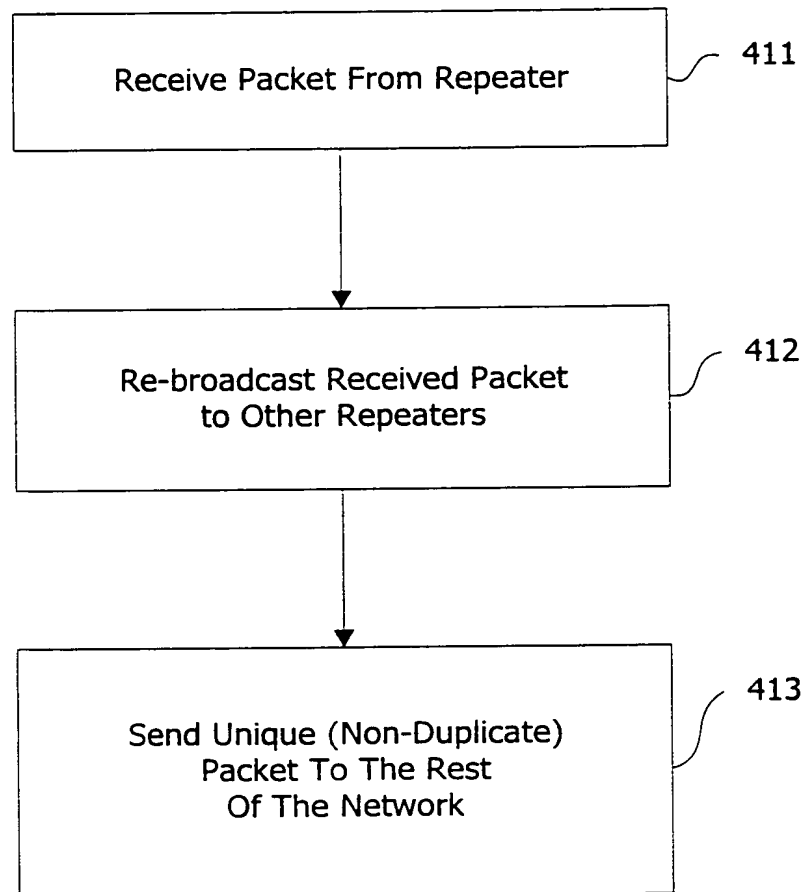 Receive Packet From Repeater
411
Re-broadcast Received Packet
to Other Repeaters
412
Send Unique (Non-Duplicate)
Packet To The Rest
Of The Network
413